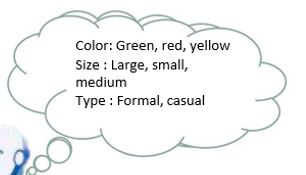 Color: Green, red, yellow
Size : Large, small,
medium
Type : Formal, casual